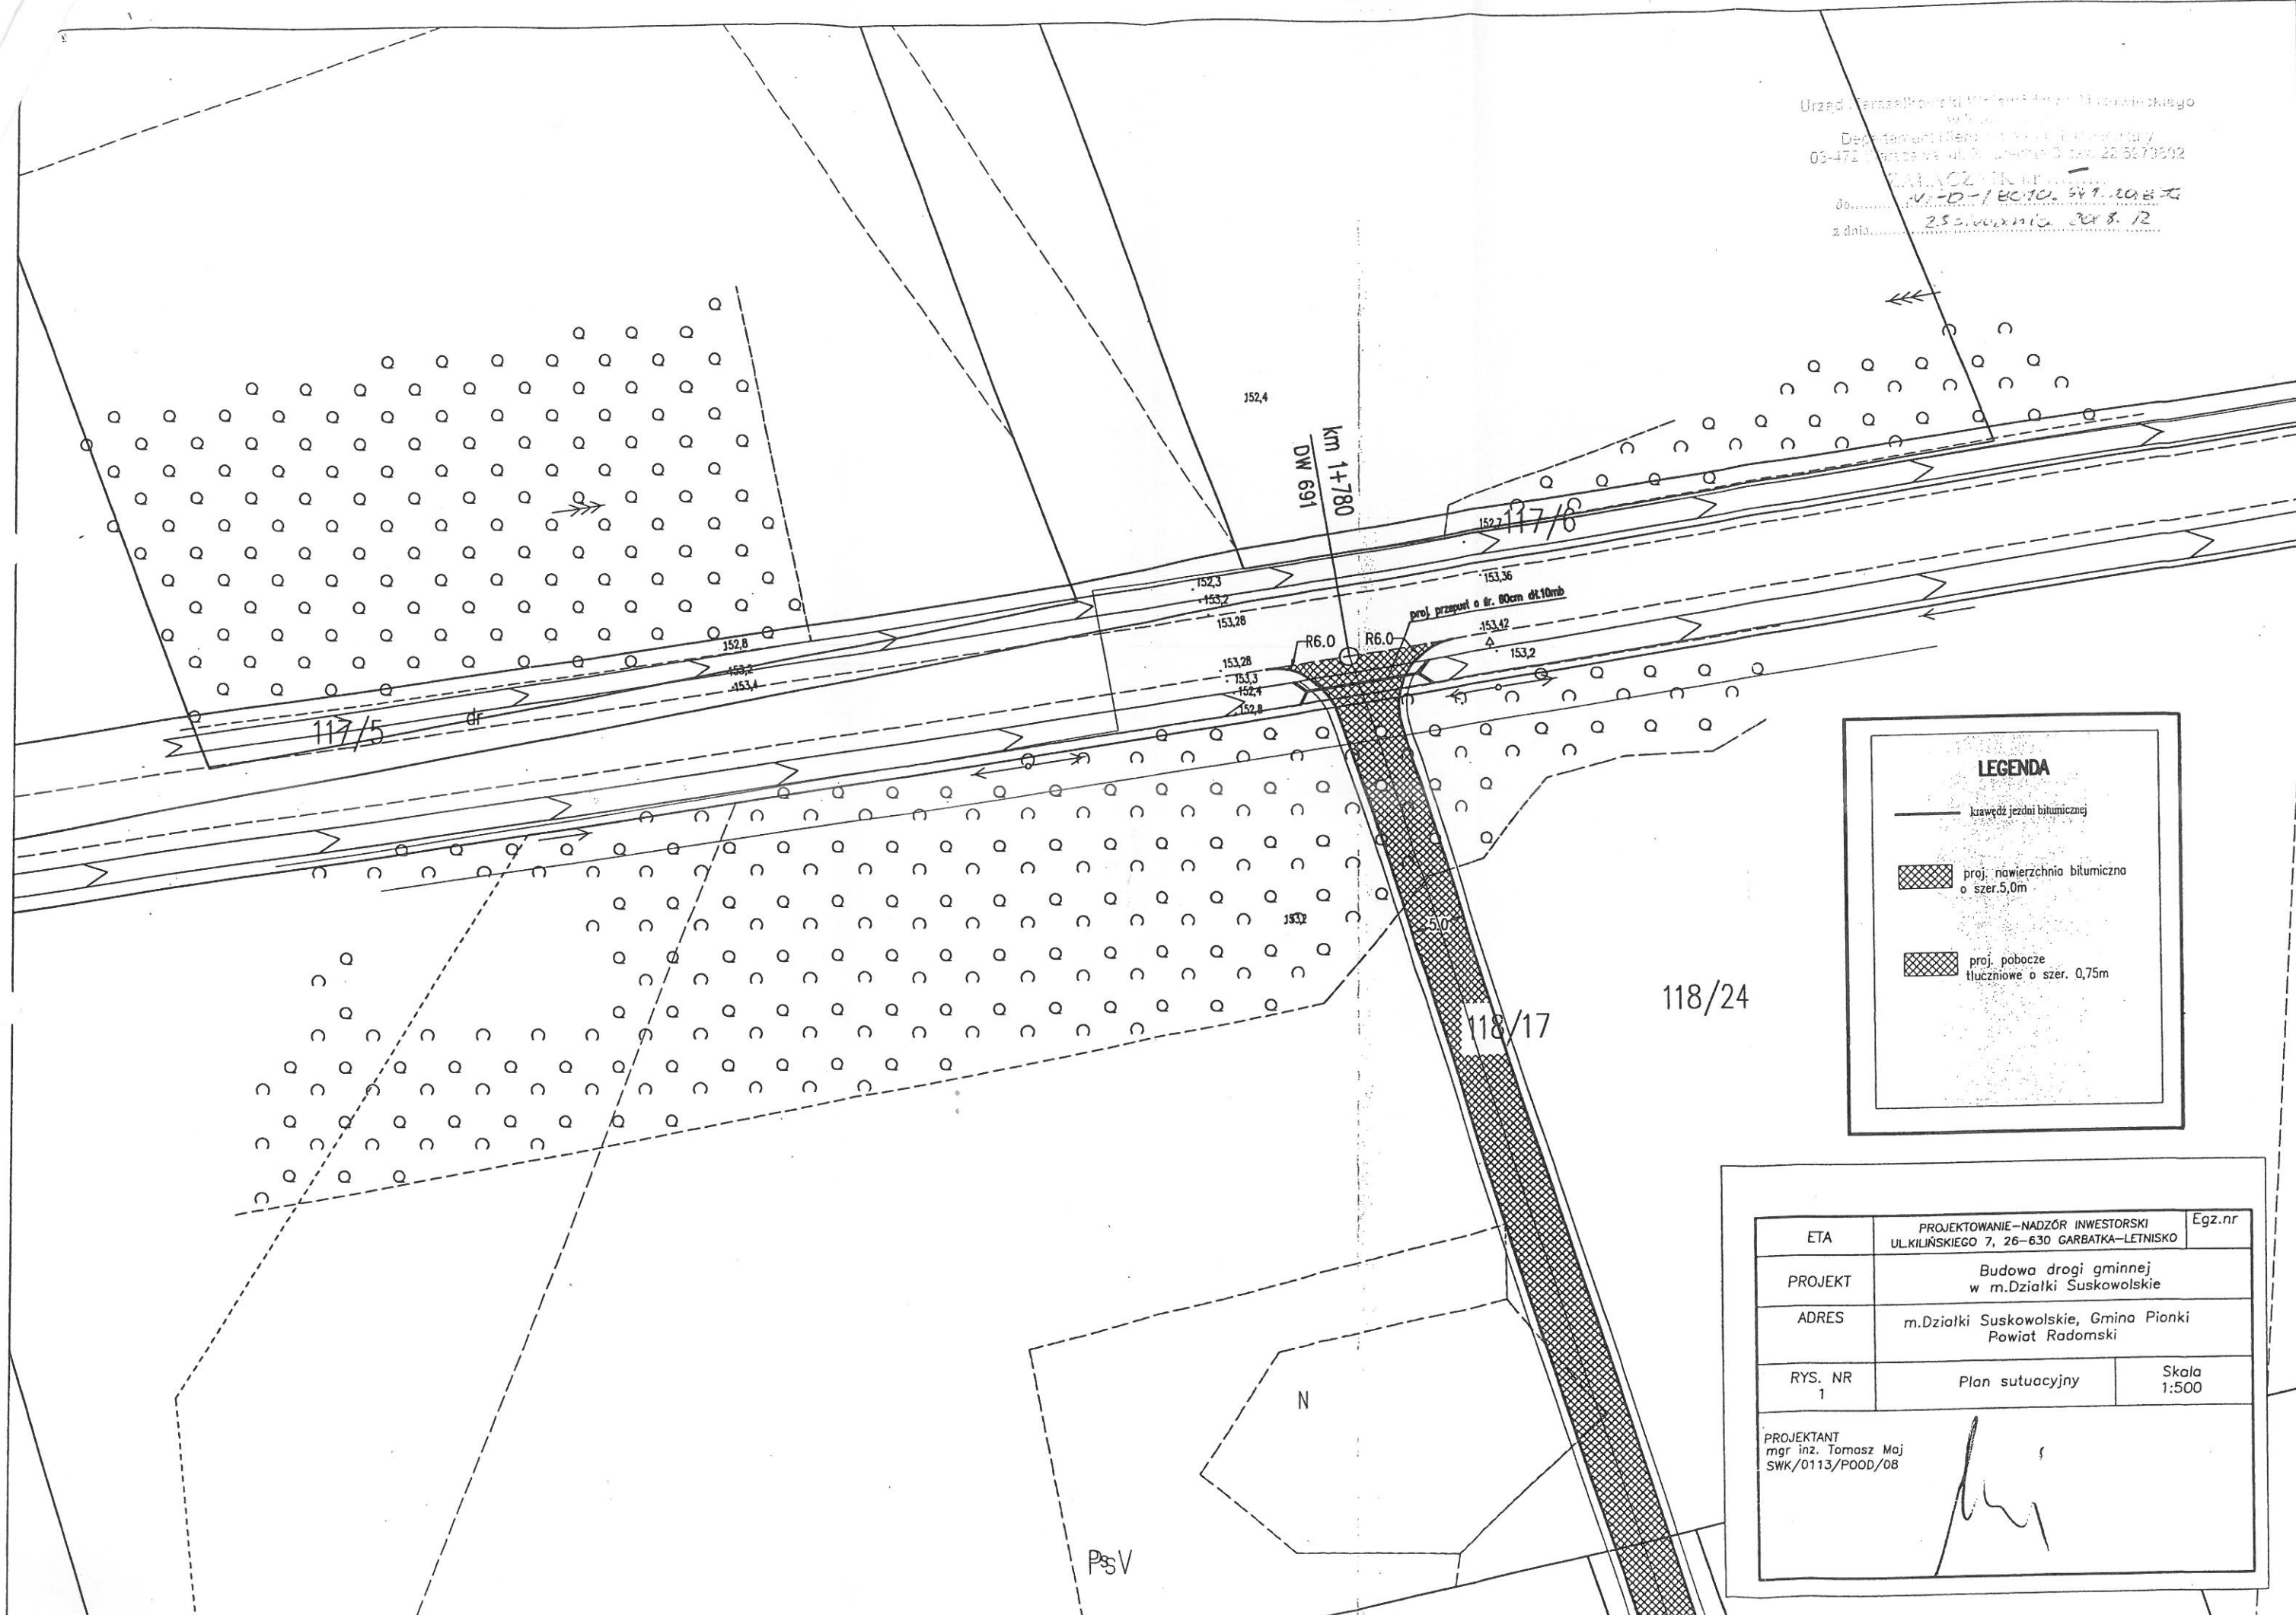 03-472
152,4
km 1+780
DW 691
117/6
152,7
152,3
153,2
153,28
153,36
proj. przepust o śr. 60cm dł.10mb
R6.0
R6.0
153,42
153,2
152,8
153,2
153,4
153,28
153,3
152,4
152,8
117/5
dr
153,2
5.0
118/17
118/24
N
PsV
LEGENDA
krawędź jezdni bitumicznej
proj. nawierzchnia bitumiczna
o szer.5,0m
proj. pobocze
tłuczniowe o szer. 0,75m
ETA
PROJEKTOWANIE-NADZÓR INWESTORSKI
UL.KILIŃSKIEGO 7, 26-630 GARBATKA-LETNISKO
Egz.nr
PROJEKT
Budowa drogi gminnej
w m.Działki Suskowolskie
ADRES
m.Działki Suskowolskie, Gmina Pionki
Powiat Radomski
RYS. NR
1
Plan sutuacyjny
Skala
1:500
PROJEKTANT
mgr inż. Tomasz Maj
SWK/0113/POOD/08